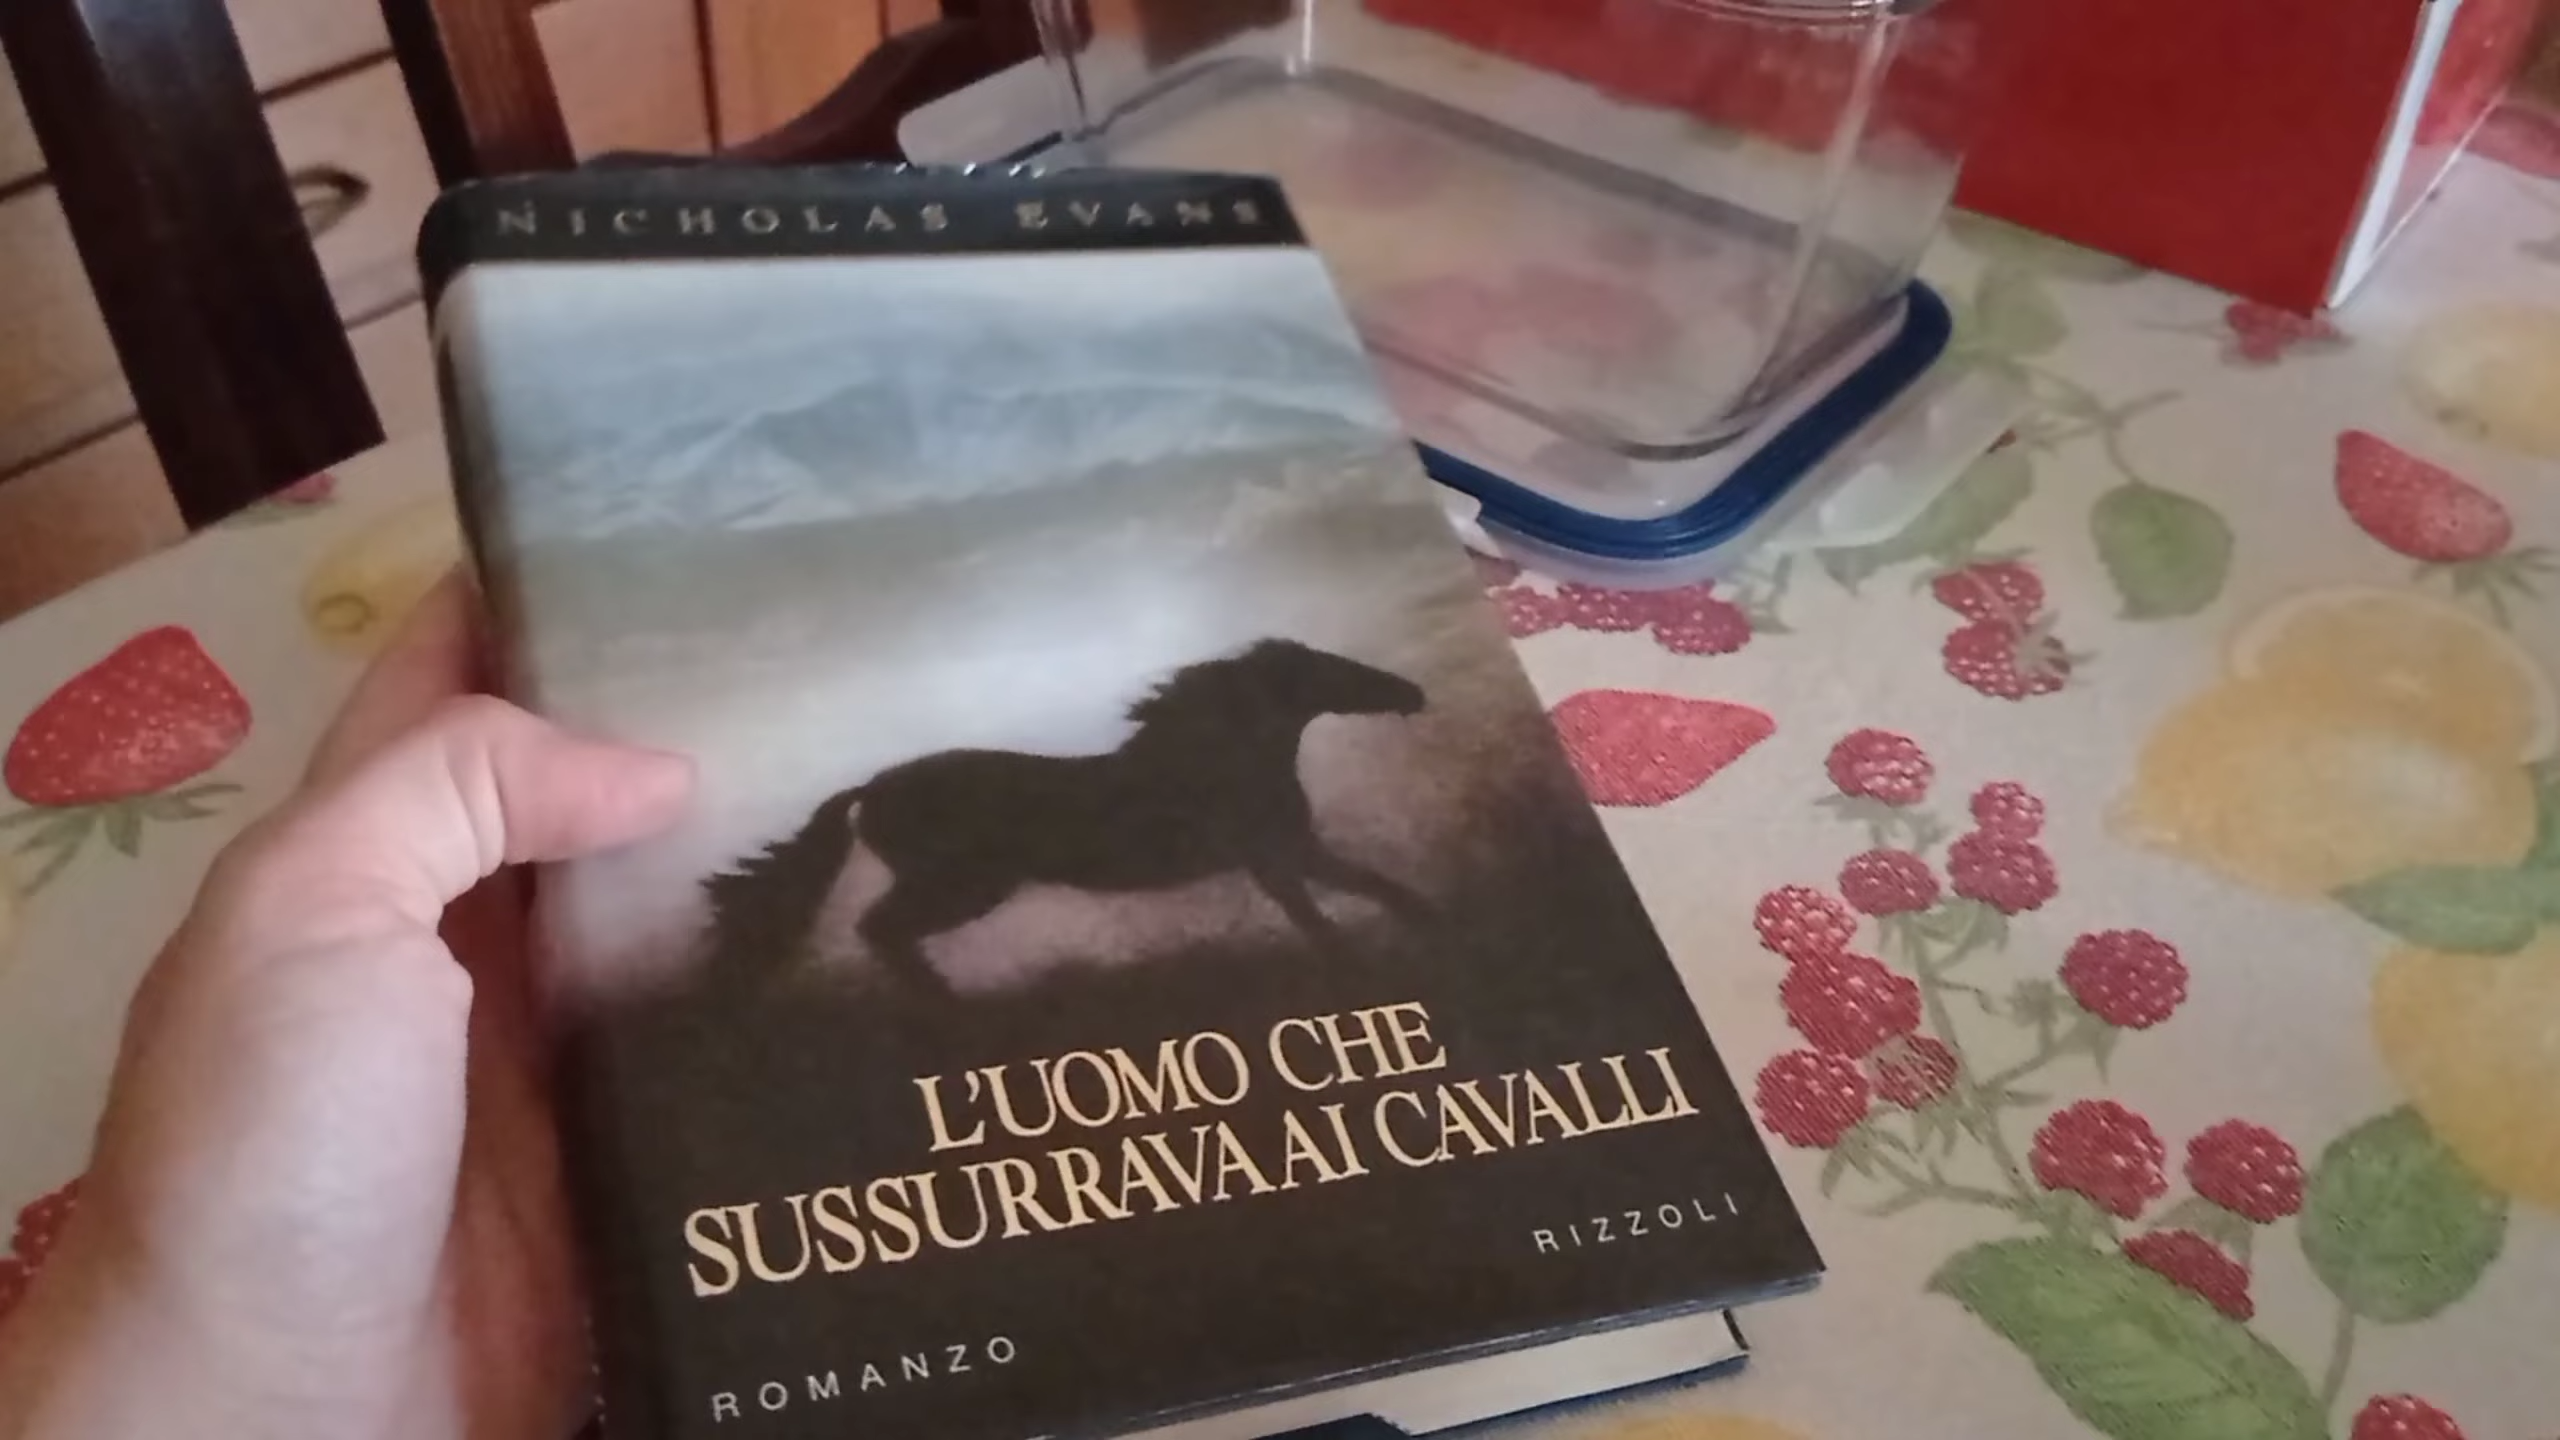 NICHOLAS EVANS
L'UOMO CHE
SUSSURRAVA AI CAVALLI
RIZZOLI
ROMANZO